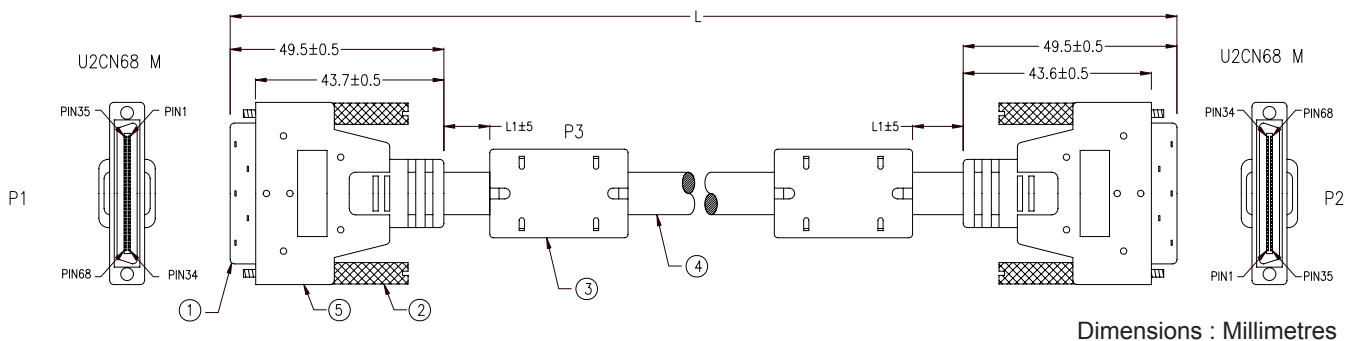 L
49.5±0.5
49.5±0.5
U2CN68 M
U2CN68 M
43.7±0.5
43.6±0.5
PIN35
PIN1
L1±5
P3
L1±5
PIN34
PIN68
P1
P2
PIN68
PIN34
PIN1
PIN35
1
5
2
3
4
Dimensions : Millimetres